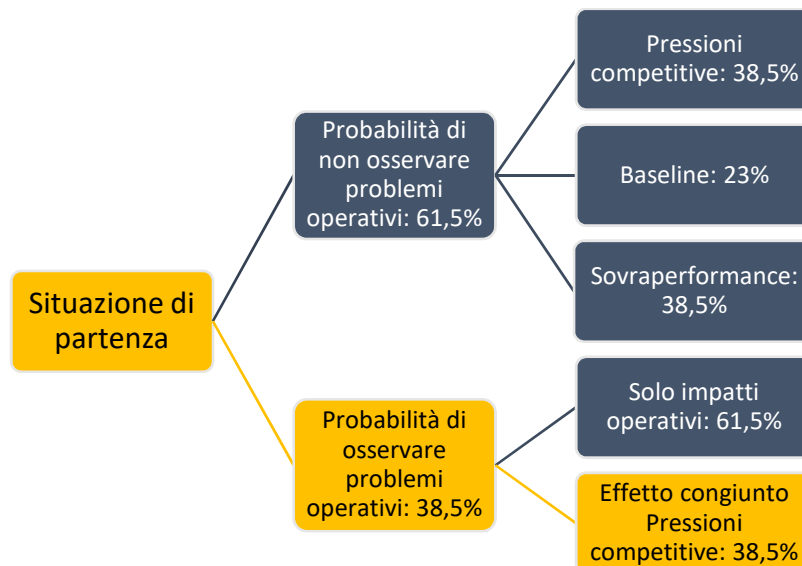 Situazione di
partenza
Probabilità di
non osservare
problemi
operativi: 61,5%
Pressioni
competitive: 38,5%
Baseline: 23%
Sovraperformance:
38,5%
Probabilità di
osservare
problemi
operativi: 38,5%
Solo impatti
operativi: 61,5%
Effetto congiunto
Pressioni
competitive: 38,5%